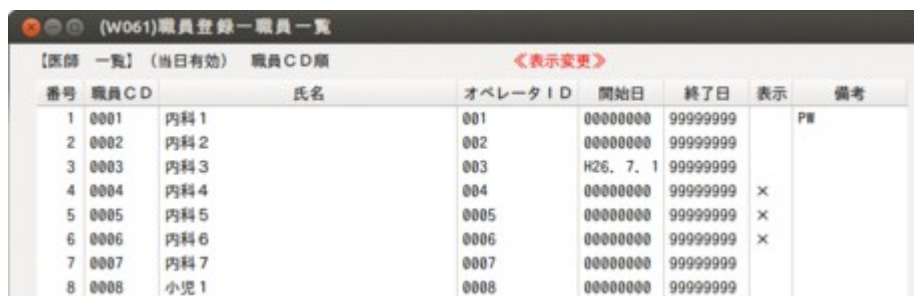 (W061)職員登録－職員一覧
【医師　一覧】（当日有効）　職員ＣＤ順　≪表示変更≫
番号 職員ＣＤ 氏名 オペレータＩＤ 開始日 終了日 表示 備考
1 0001 内科１ 001 00000000 99999999 PW
2 0002 内科２ 002 00000000 99999999
3 0003 内科３ 003 H26. 7. 1 99999999
4 0004 内科４ 004 00000000 99999999 ×
5 0005 内科５ 0005 00000000 99999999 ×
6 0006 内科６ 0006 00000000 99999999 ×
7 0007 内科７ 0007 00000000 99999999
8 0008 小児１ 0008 00000000 99999999